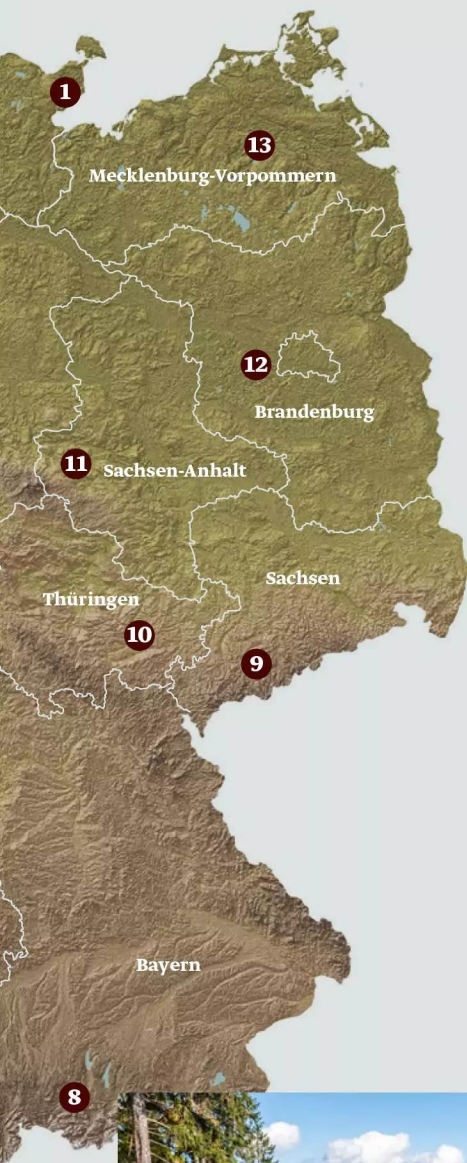 1
13
Mecklenburg-Vorpommern
12
Brandenburg
11
Sachsen-Anhalt
Sachsen
Thüringen
10
9
Bayern
8